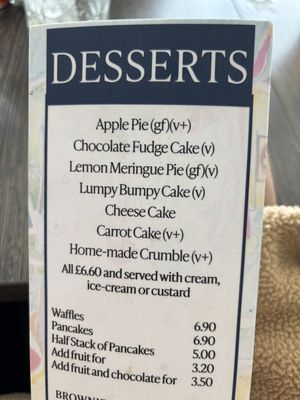 DESSERTS
Apple Pie (gf)(v+)
Chocolate Fudge Cake (v)
Lemon Meringue Pie (gf)(v)
Lumpy Bumpy Cake (v)
Cheese Cake
Carrot Cake (v+)
Home-made Crumble (v+)
All £6.60 and served with cream,
ice-cream or custard
Waffles 6.90
Pancakes 6.90
Half Stack of Pancakes 5.00
Add fruit for 3.20
Add fruit and chocolate for 3.50